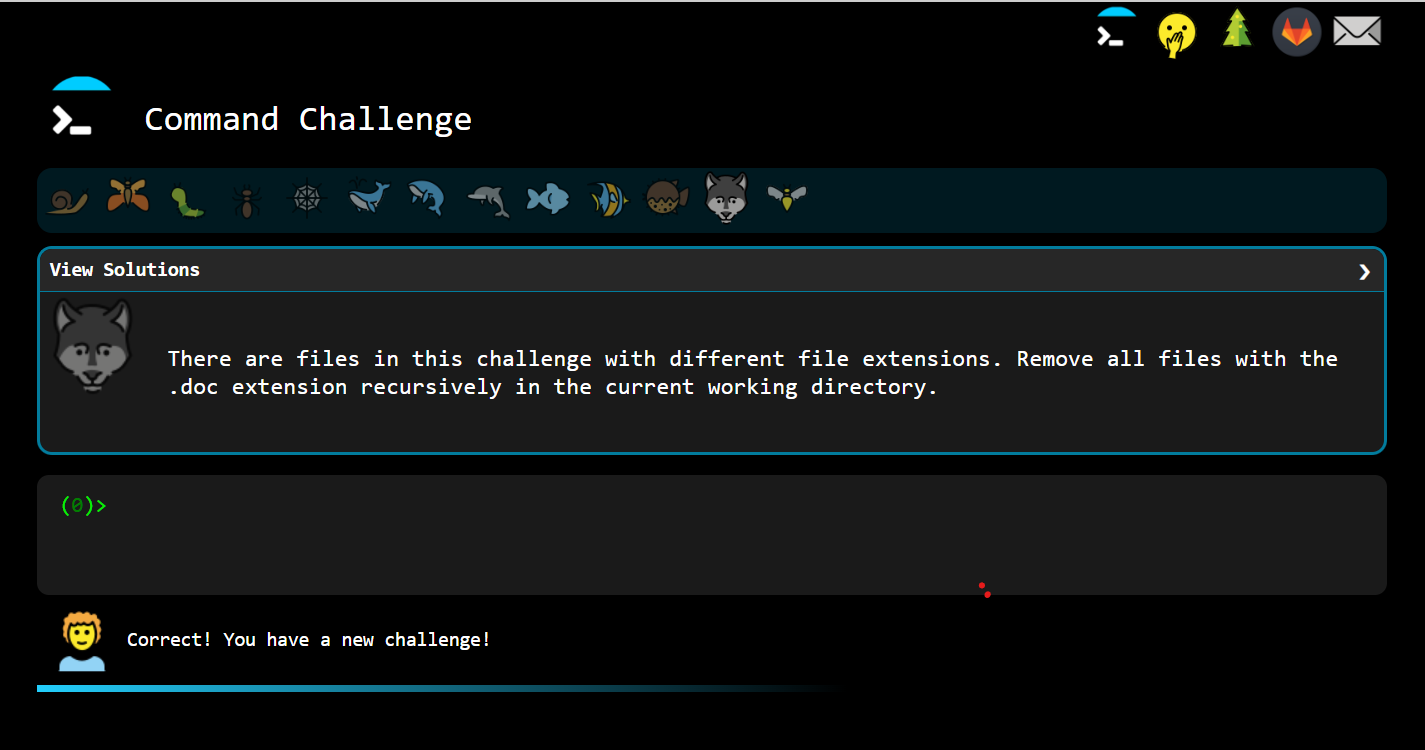 Command Challenge
View Solutions
There are files in this challenge with different file extensions. Remove all files with the
.doc extension recursively in the current working directory.
(0)>
Correct! You have a new challenge!